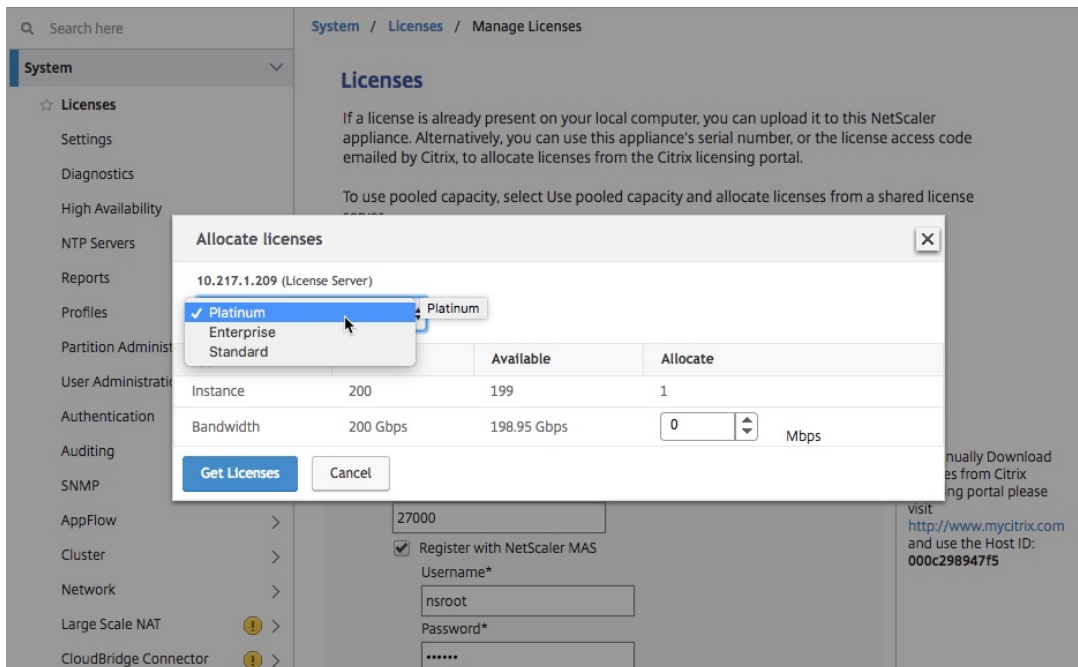 Search here
System
Licenses
Settings
Diagnostics
High Availability
NTP Servers
Reports
Profiles
Partition Administ
User Administratio
Authentication
Auditing
SNMP
AppFlow
Cluster
Network
Large Scale NAT
CloudBridge Connector
System / Licenses / Manage Licenses
Licenses
If a license is already present on your local computer, you can upload it to this NetScaler
appliance. Alternatively, you can use this appliance's serial number, or the license access code
emailed by Citrix, to allocate licenses from the Citrix licensing portal.
To use pooled capacity, select Use pooled capacity and allocate licenses from a shared license
Allocate licenses
10.217.1.209 (License Server)
✓ Platinum
Enterprise
Standard
Platinum
Available Allocate
Instance 200 199 1
Bandwidth 200 Gbps 198.95 Gbps 0 Mbps
Get Licenses Cancel
27000
Register with NetScaler MAS
Username*
nsroot
Password*
••••••
nually Download
es from Citrix
ing portal please
visit
http://www.mycitrix.com
and use the Host ID:
000c298947f5